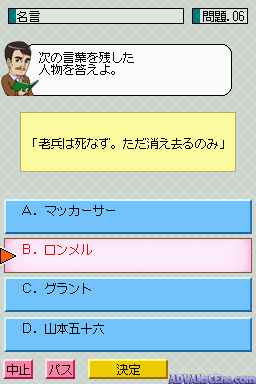 名言
問題.06
次の言葉を残した
人物を答えよ。
「老兵は死なず。ただ消え去るのみ」
A. マッカーサー
B. ロンメル
C. グラント
D. 山本五十六
中止
パス
決定
ADVANsCEne.com